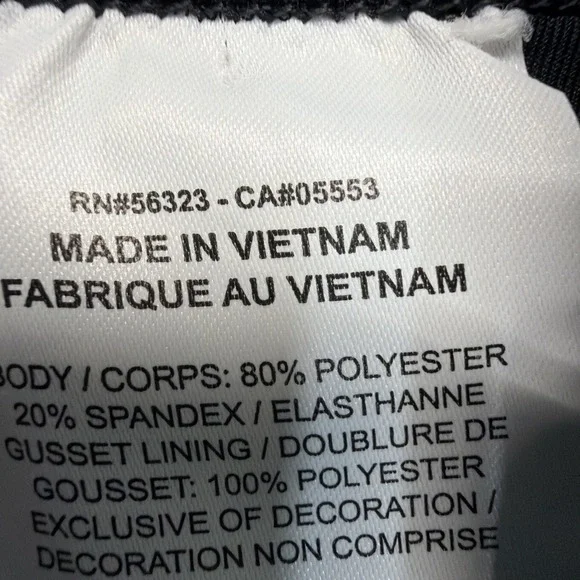 RN#56323 - CA#05553
MADE IN VIETNAM
FABRIQUE AU VIETNAM
BODY / CORPS: 80% POLYESTER
20% SPANDEX / ELASTHANNE
GUSSET LINING / DOUBLURE DE
GOUSSET: 100% POLYESTER
EXCLUSIVE OF DECORATION /
DECORATION NON COMPRISE